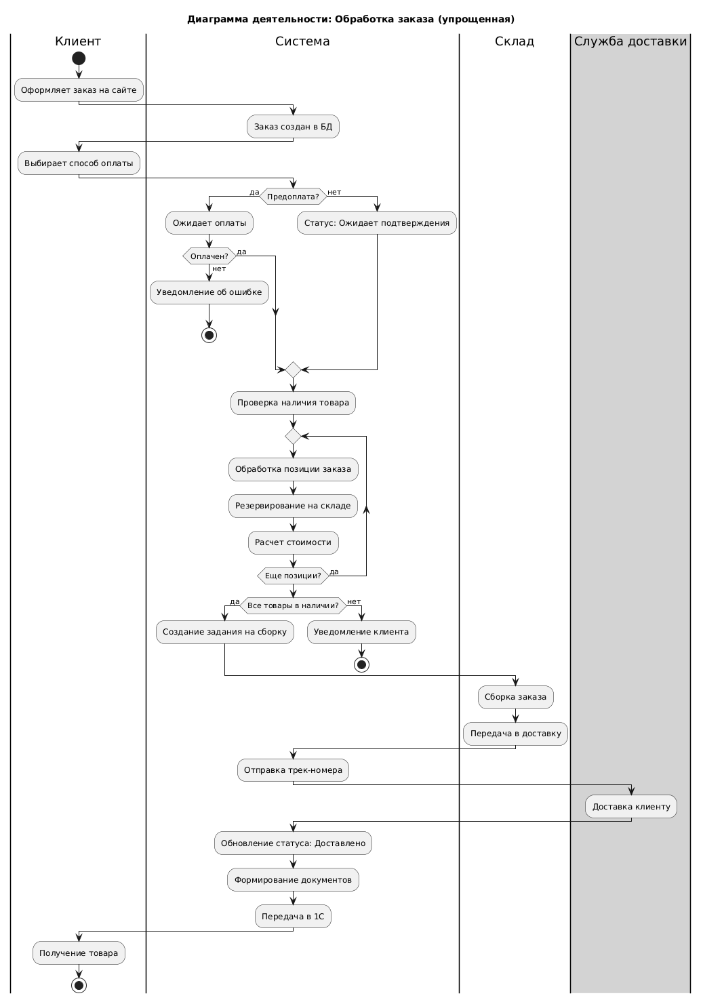 Диаграмма деятельности: Обработка заказа (упрощенная)
Клиент
Система
Склад
Служба доставки
Оформляет заказ на сайте
Заказ создан в БД
Выбирает способ оплаты
Предоплата?
да
нет
Ожидает оплаты
Статус: Ожидает подтверждения
Оплачен?
да
нет
Уведомление об ошибке
Проверка наличия товара
Обработка позиции заказа
Резервирование на складе
Расчет стоимости
Еще позиции?
да
Все товары в наличии?
да
нет
Создание задания на сборку
Уведомление клиента
Сборка заказа
Передача в доставку
Отправка трек-номера
Доставка клиенту
Обновление статуса: Доставлено
Формирование документов
Передача в 1С
Получение товара